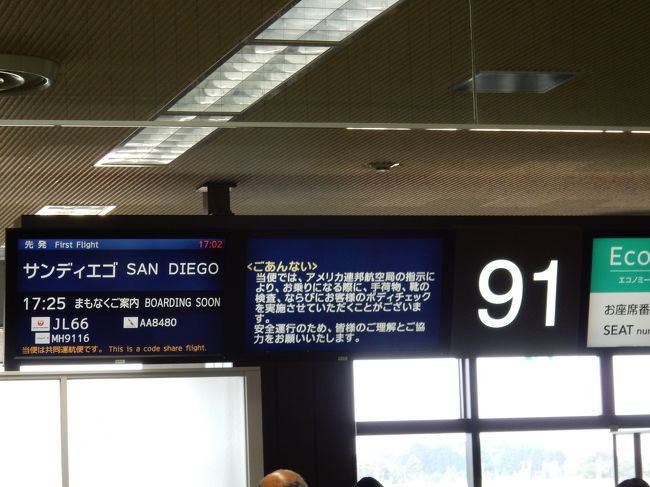 先発 First Flight 17:02
サンディエゴ SAN DIEGO
17:25 まもなくご案内 BOARDING SOON
JL66 AA8480
MH9116
当便は共同運航便です。 This is a code share flight.
<ごあんない>
当便では、アメリカ連邦航空局の指示に
より、お乗りになる際に、手荷物、靴の
検査、ならびにお客様のボディチェック
を実施させていただくことがございま
す。
安全運行のため、皆様のご理解とご協
力をお願いいたします。
91
Eco
エコノミー
お座席番
SEAT nu